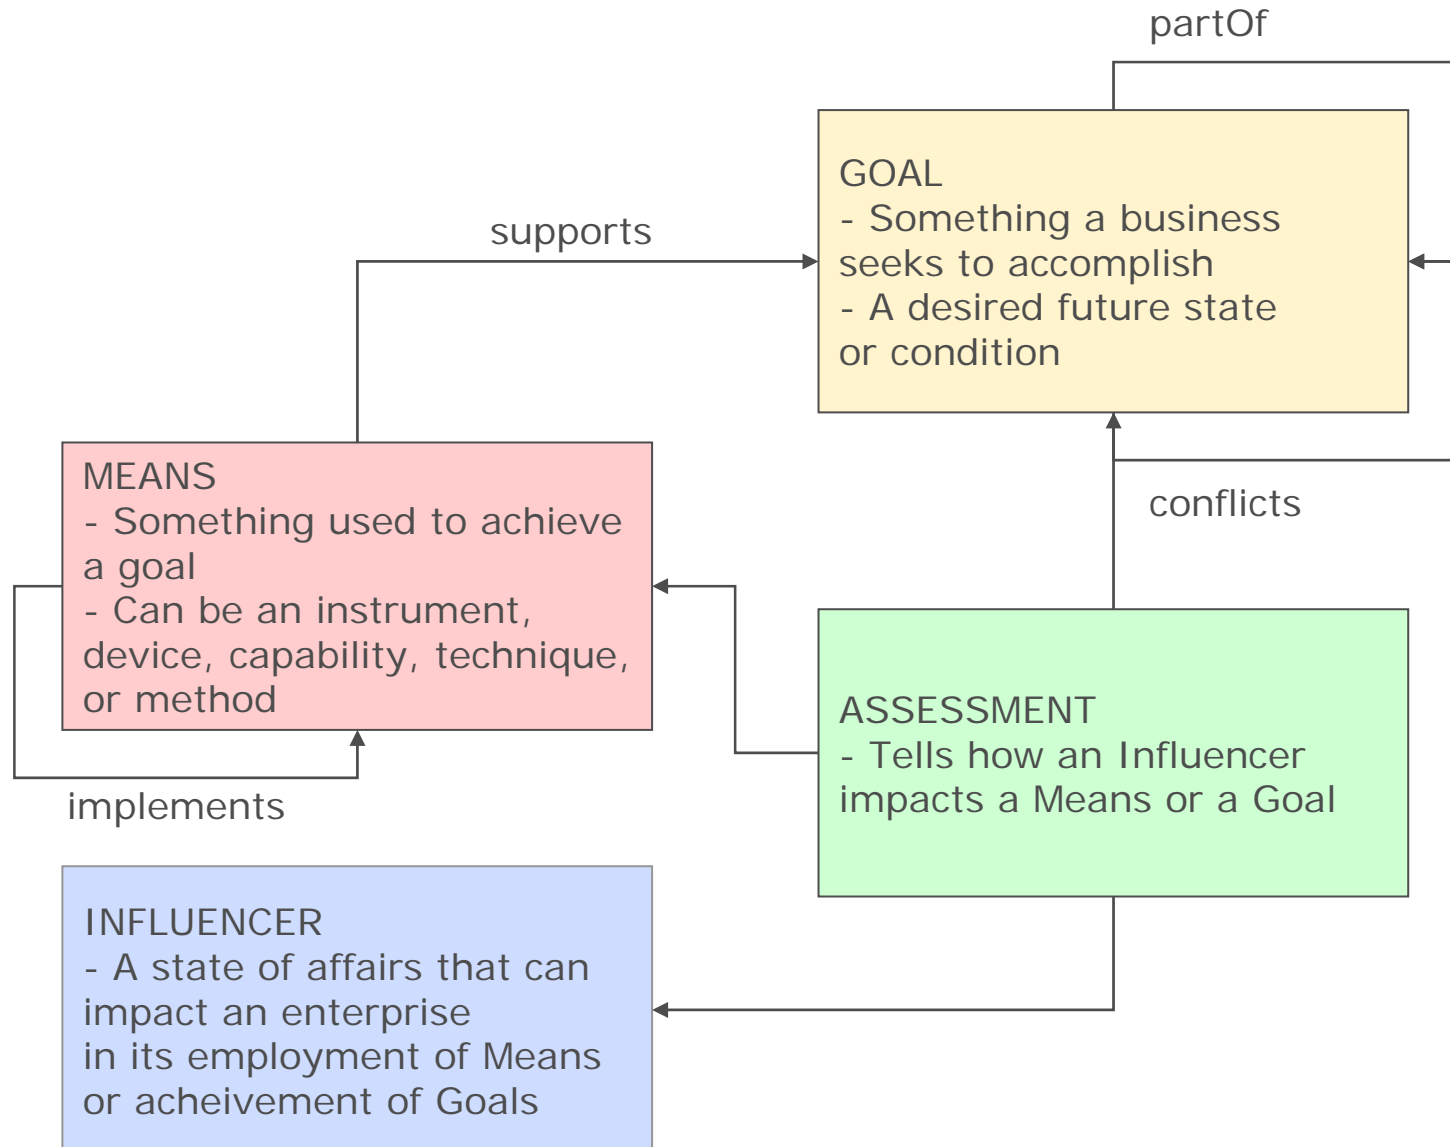 partOf
GOAL
- Something a business
seeks to accomplish
- A desired future state
or condition
supports
MEANS
- Something used to achieve
a goal
- Can be an instrument,
device, capability, technique,
or method
conflicts
ASSESSMENT
- Tells how an Influencer
impacts a Means or a Goal
implements
INFLUENCER
- A state of affairs that can
impact an enterprise
in its employment of Means
or acheivement of Goals